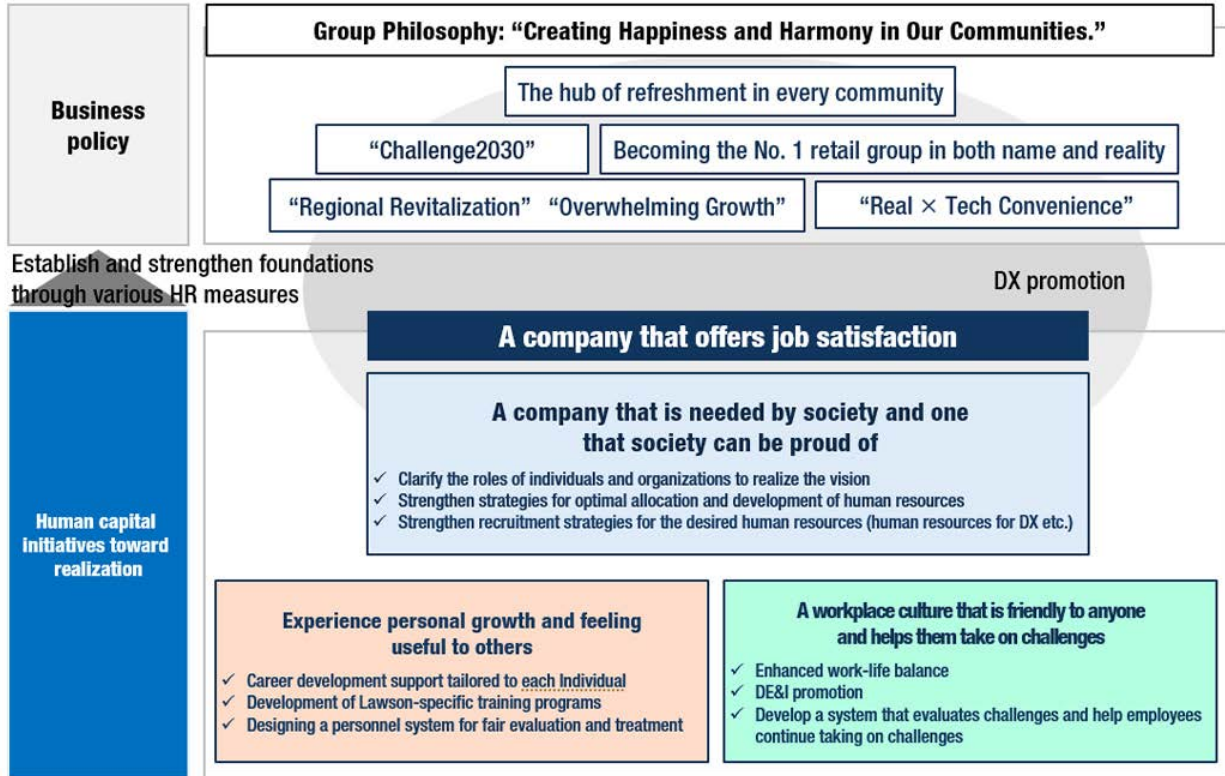 Group Philosophy: “Creating Happiness and Harmony in Our Communities.”
Business
policy
The hub of refreshment in every community
“Challenge2030”
Becoming the No. 1 retail group in both name and reality
“Regional Revitalization” “Overwhelming Growth”
“Real × Tech Convenience”
Establish and strengthen foundations
through various HR measures
DX promotion
Human capital
initiatives toward
realization
A company that offers job satisfaction
A company that is needed by society and one
that society can be proud of
✓ Clarify the roles of individuals and organizations to realize the vision
✓ Strengthen strategies for optimal allocation and development of human resources
✓ Strengthen recruitment strategies for the desired human resources (human resources for DX etc.)
Experience personal growth and feeling
useful to others
✓ Career development support tailored to each Individual
✓ Development of Lawson-specific training programs
✓ Designing a personnel system for fair evaluation and treatment
A workplace culture that is friendly to anyone
and helps them take on challenges
✓ Enhanced work-life balance
✓ DE&I promotion
✓ Develop a system that evaluates challenges and help employees
continue taking on challenges